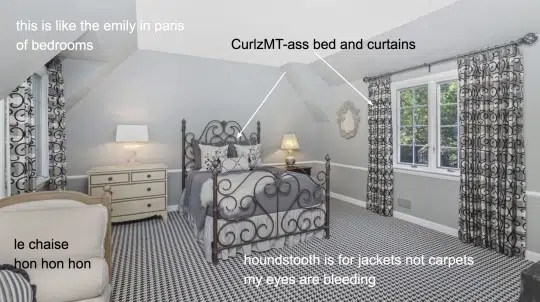 this is like the emily in paris
of bedrooms
CurlzMT-ass bed and curtains
le chaise
hon hon hon
houndstooth is for jackets not carpets
my eyes are bleeding